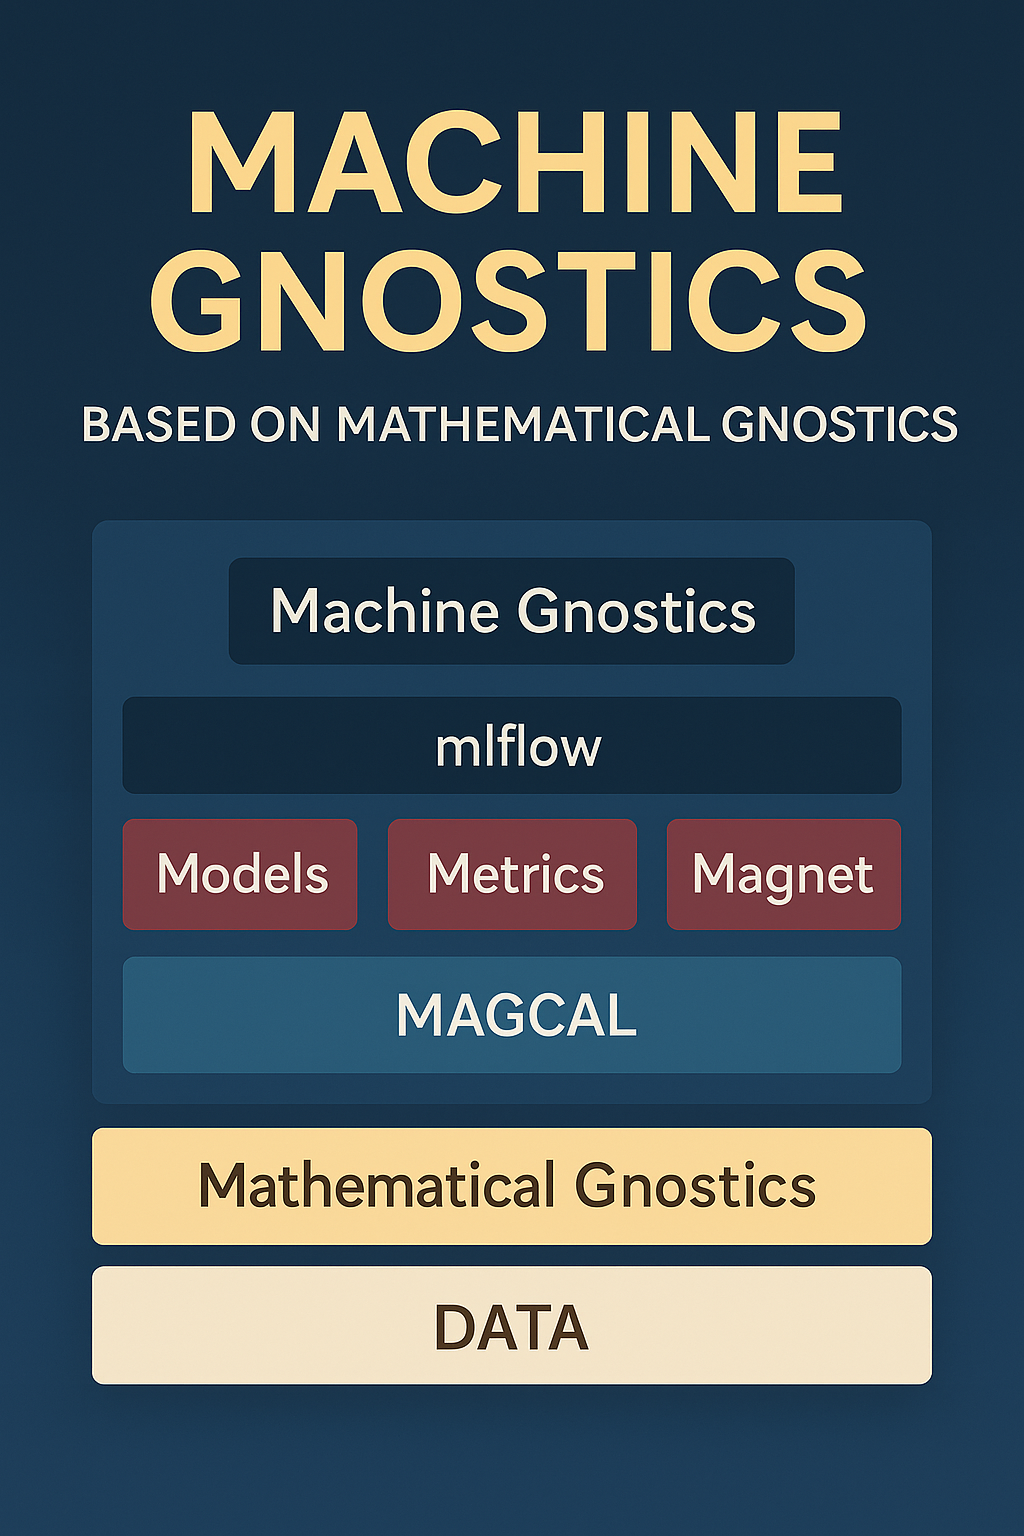 MACHINE
GNOSTICS
BASED ON MATHEMATICAL GNOSTICS
Machine Gnostics
mlflow
Models Metrics Magnet
MAGCAL
Mathematical Gnostics
DATA